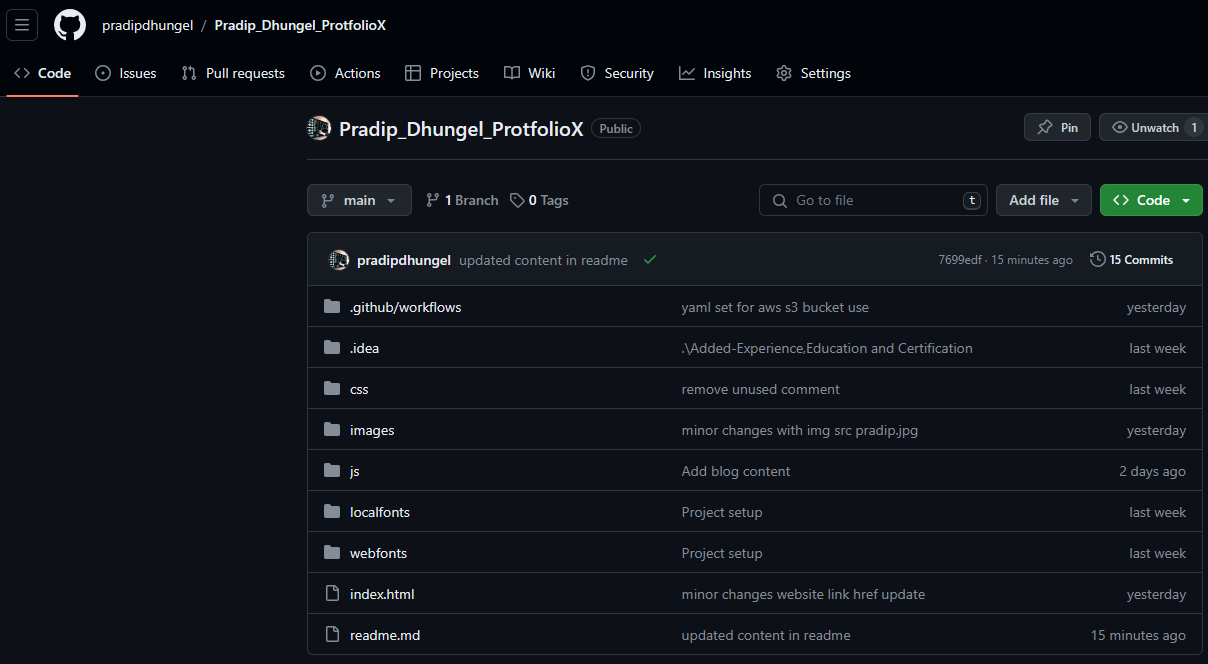 pradipdhungel / Pradip_Dhungel_ProtfolioX
Code Issues Pull requests Actions Projects Wiki Security Insights Settings
Pradip_Dhungel_ProtfolioX Public Pin Unwatch 1
main 1 Branch 0 Tags Go to file t Add file Code
pradipdhungel updated content in readme 7699edf · 15 minutes ago 15 Commits
.github/workflows yaml set for aws s3 bucket use yesterday
.idea .\Added-Experience,Education and Certification last week
css remove unused comment last week
images minor changes with img src pradip.jpg yesterday
js Add blog content 2 days ago
localfonts Project setup last week
webfonts Project setup last week
index.html minor changes website link href update yesterday
readme.md updated content in readme 15 minutes ago